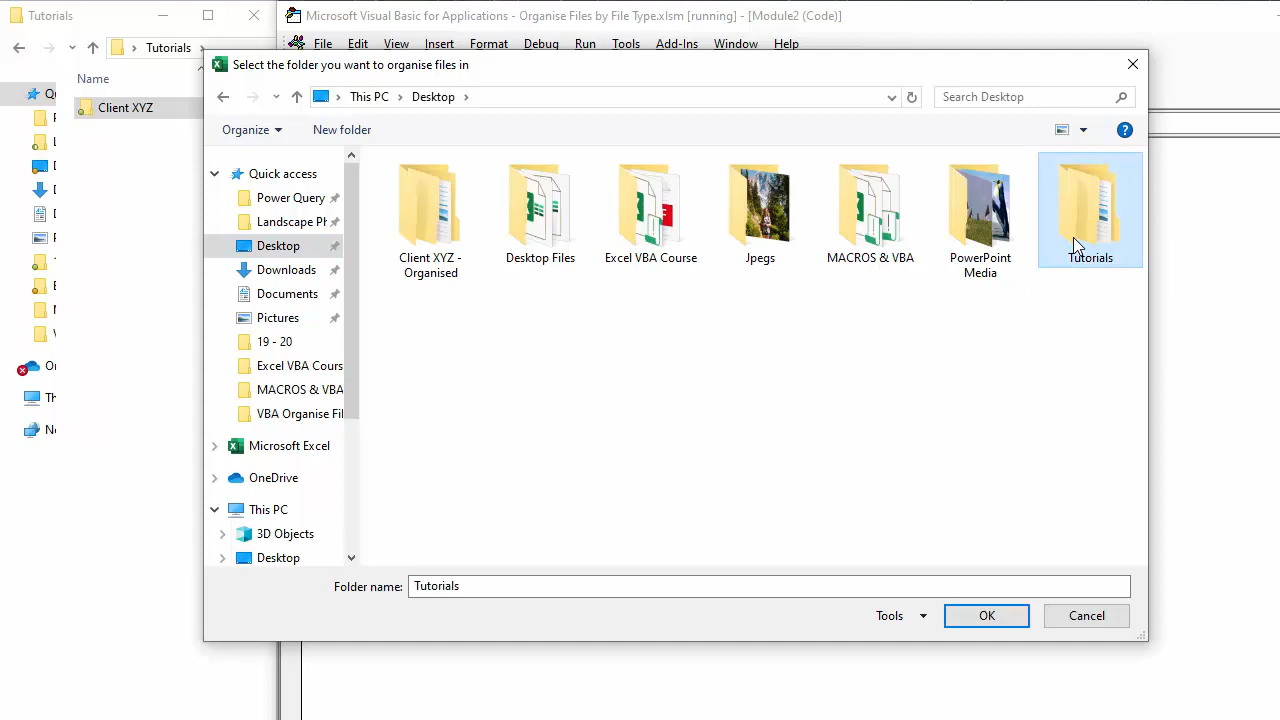 Tutorials
Microsoft Visual Basic for Applications - Organise Files by File Type.xlsm [running] - [Module2 (Code)]
File Edit View Insert Format Debug Run Tools Add-Ins Window Help
Tutorials
Name
Client XYZ
Select the folder you want to organise files in
This PC Desktop
Search Desktop
Organize New folder
Quick access
Power Query
Landscape Ph
Desktop
Downloads
Documents
Pictures
19 - 20
Excel VBA Cours
MACROS & VBA
VBA Organise Fil
Microsoft Excel
OneDrive
This PC
3D Objects
Desktop
Client XYZ -
Organised
Desktop Files
Excel VBA Course
Jpegs
MACROS & VBA
PowerPoint
Media
Tutorials
Folder name: Tutorials
Tools OK Cancel